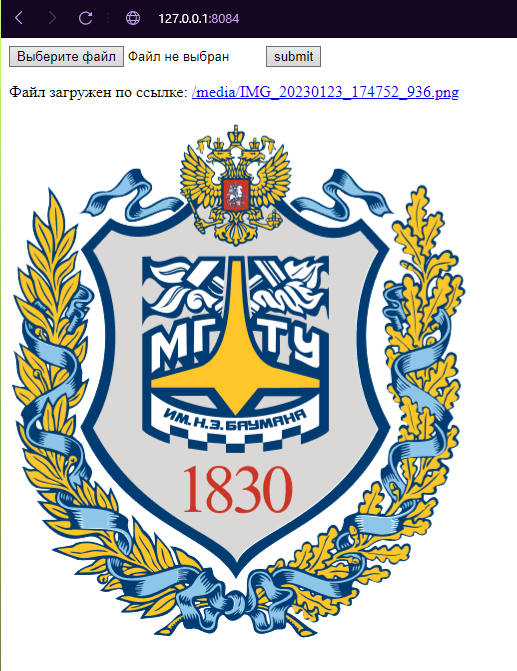 127.0.0.1:8084
Выберите файл Файл не выбран submit
Файл загружен по ссылке: /media/IMG_20230123_174752_936.png
МГТУ
ИМ. Н.Э. БАУМАНА
1830